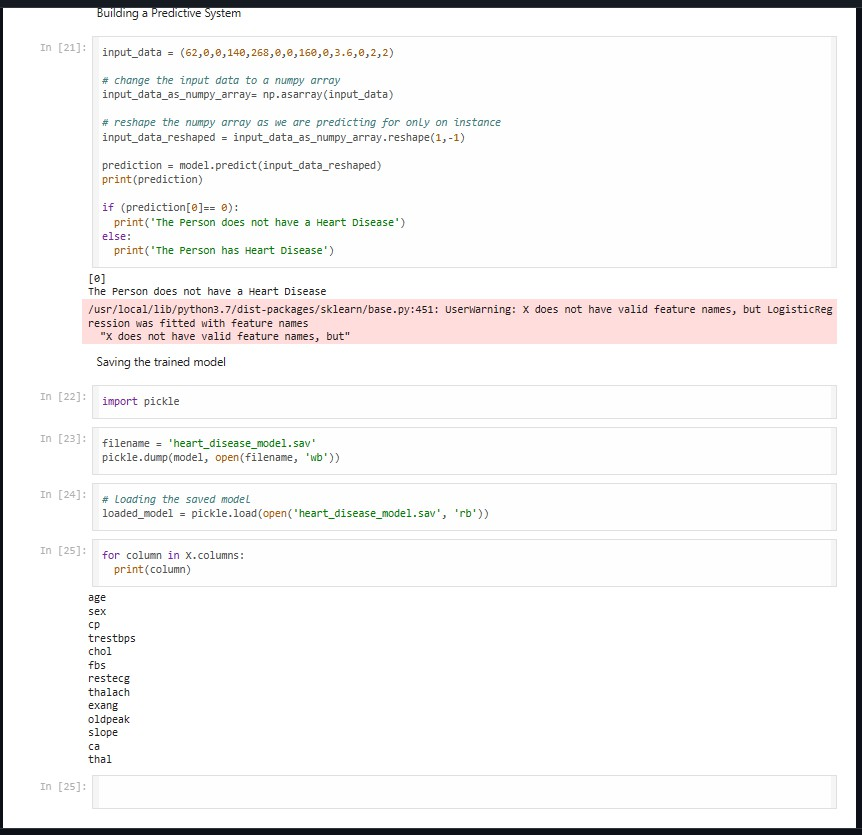 Building a Predictive System
In [21]:
input_data = (62,0,0,140,268,0,0,160,0,3.6,0,2,2)
# change the input data to a numpy array
input_data_as_numpy_array= np.asarray(input_data)
# reshape the numpy array as we are predicting for only on instance
input_data_reshaped = input_data_as_numpy_array.reshape(1,-1)
prediction = model.predict(input_data_reshaped)
print(prediction)
if (prediction[0]== 0):
  print('The Person does not have a Heart Disease')
else:
  print('The Person has Heart Disease')
[0]
The Person does not have a Heart Disease
/usr/local/lib/python3.7/dist-packages/sklearn/base.py:451: UserWarning: X does not have valid feature names, but LogisticReg
ression was fitted with feature names
  "X does not have valid feature names, but"
Saving the trained model
In [22]:
import pickle
In [23]:
filename = 'heart_disease_model.sav'
pickle.dump(model, open(filename, 'wb'))
In [24]:
# loading the saved model
loaded_model = pickle.load(open('heart_disease_model.sav', 'rb'))
In [25]:
for column in X.columns:
  print(column)
age
sex
cp
trestbps
chol
fbs
restecg
thalach
exang
oldpeak
slope
ca
thal
In [25]: